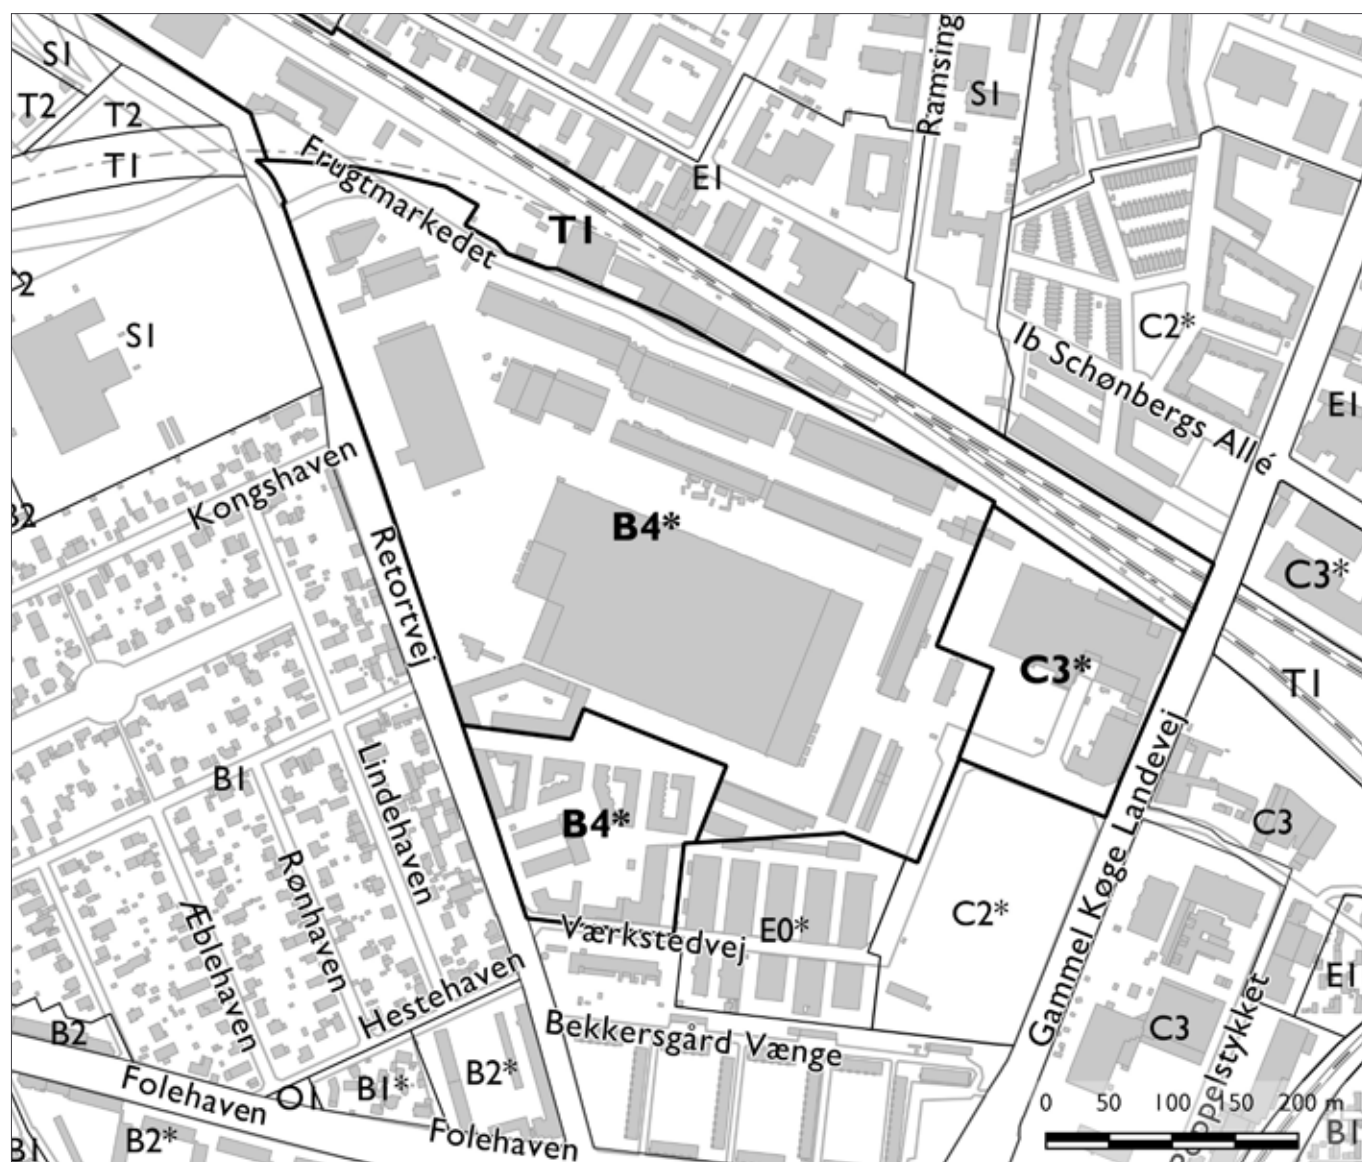 S1
Ramsing
T2
T2
S1
T1
Frugtmarkedet
E1
T1
2
S1
C2*
Ib Schønbergs Allé
E1
Kongshaven
B2
B4*
Retortvej
C3*
C3*
T1
B1
Lindehaven
B4*
Gammel Køge Landevej
C3
Rønhaven
Æblehaven
Værkstedvej
E0*
C2*
Hestehaven
E1
B2
Bekkersgård Vænge
C3
Poppelstykket
B2*
B1*
O1
Folehaven
0 50 100 150 200 m
B1
B2*
Folehaven
B1